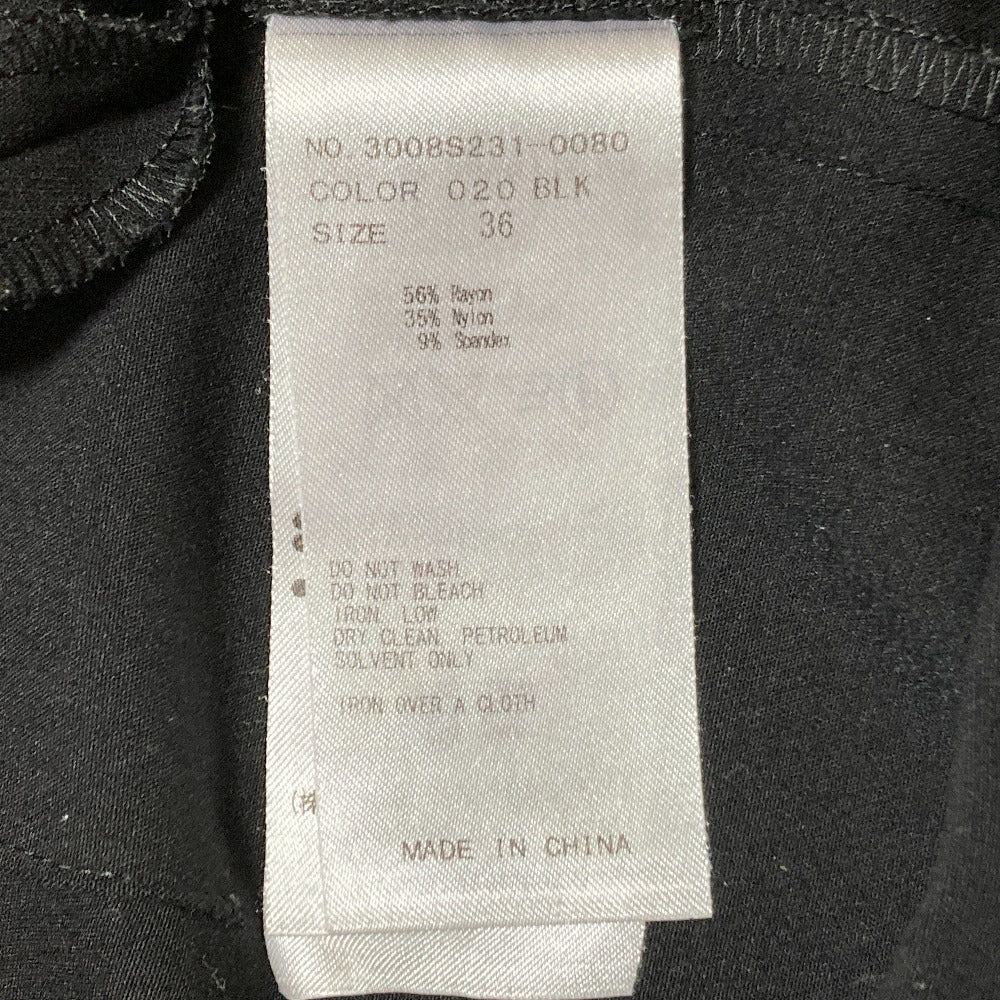 NO. 3008S231-0080
COLOR 020 BLK
SIZE 36
56% Rayon
35% Nylon
9% Spandex
DO NOT WASH
DO NOT BLEACH
IRON, LOW
DRY CLEAN, PETROLEUM
SOLVENT ONLY
IRON OVER A CLOTH
(株
MADE IN CHINA